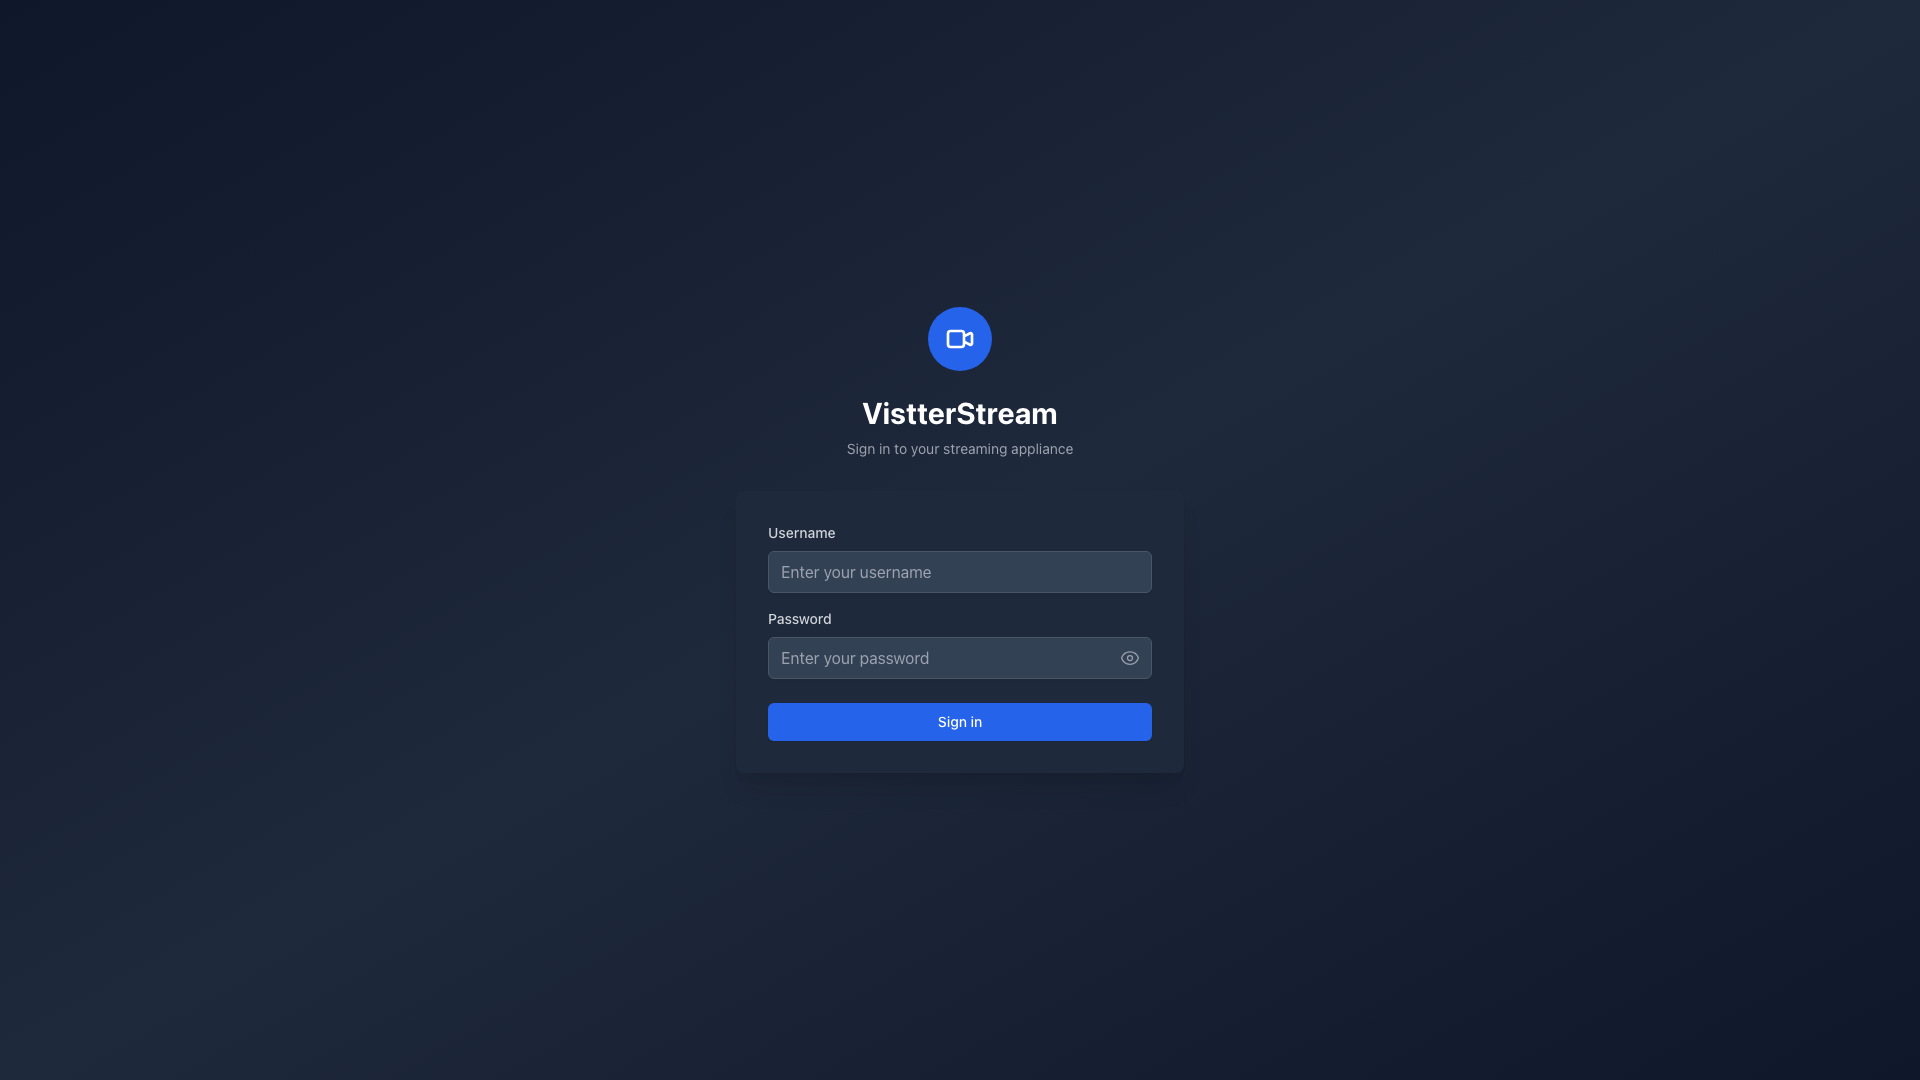 VistterStream
Sign in to your streaming appliance
Username
Enter your username
Password
Enter your password
Sign in